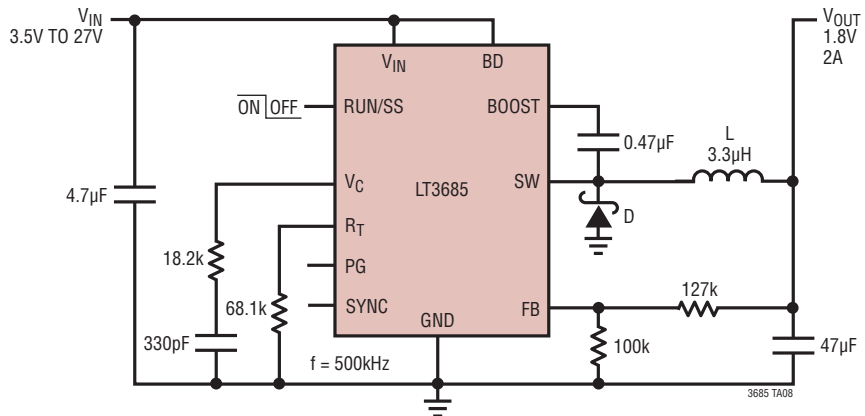 VIN
3.5V TO 27V
VOUT
1.8V
2A
VIN
BD
ON OFF
RUN/SS
BOOST
0.47µF
L
3.3µH
4.7µF
VC
LT3685
SW
D
RT
18.2k
PG
127k
68.1k
SYNC
FB
GND
330pF
f = 500kHz
100k
47µF
3685 TA08